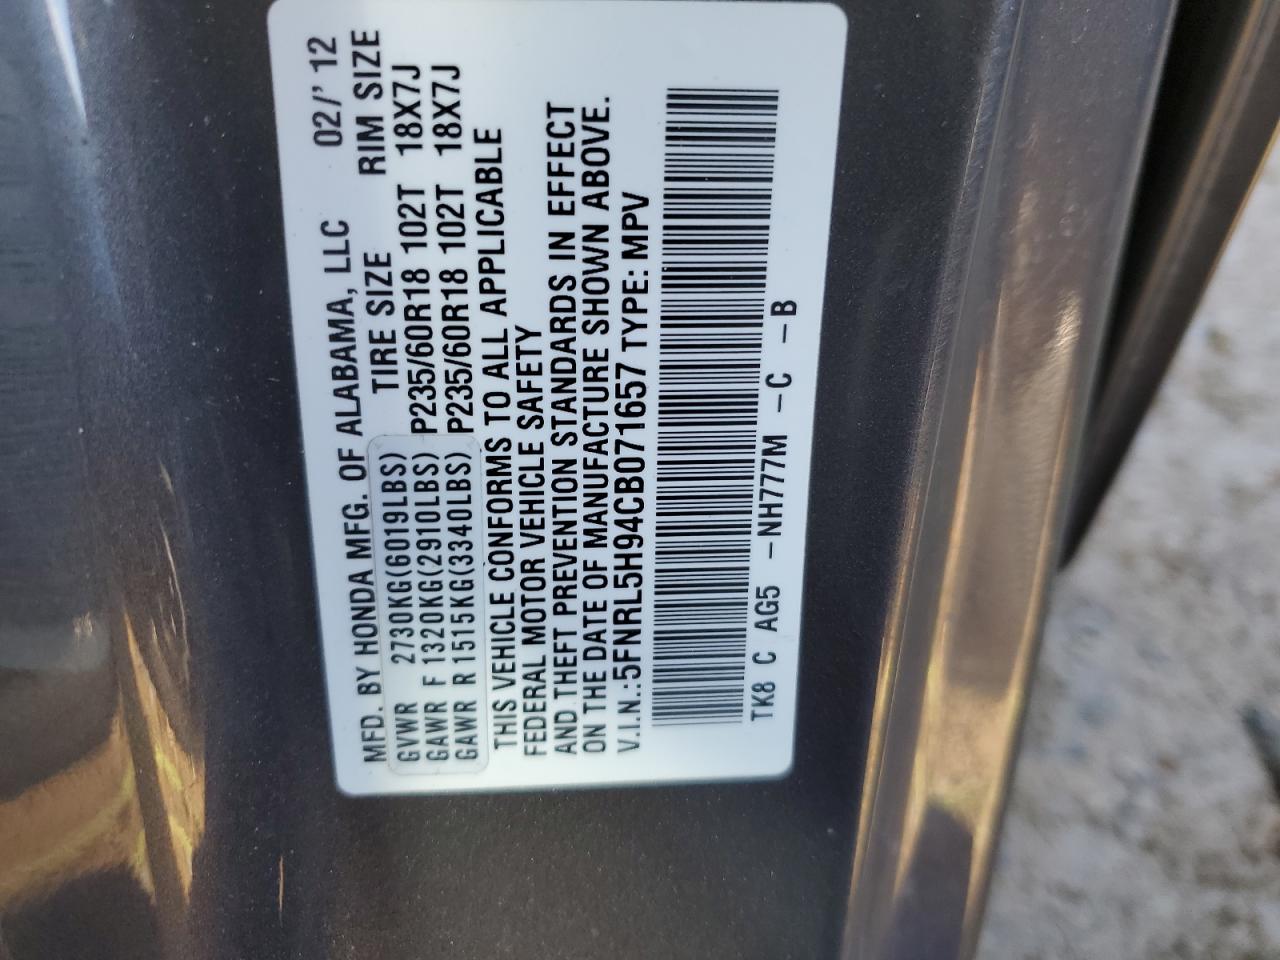 MFD. BY HONDA MFG. OF ALABAMA, LLC 02/' 12
TIRE SIZE RIM SIZE
GVWR 2730KG(6019LBS)
GAWR F 1320KG(2910LBS) P235/60R18 102T 18X7J
GAWR R 1515KG(3340LBS) P235/60R18 102T 18X7J
THIS VEHICLE CONFORMS TO ALL APPLICABLE
FEDERAL MOTOR VEHICLE SAFETY
AND THEFT PREVENTION STANDARDS IN EFFECT
ON THE DATE OF MANUFACTURE SHOWN ABOVE.
V.I.N.:5FNRL5H94CB071657 TYPE: MPV
TK8 C AG5 -NH777M -C -B